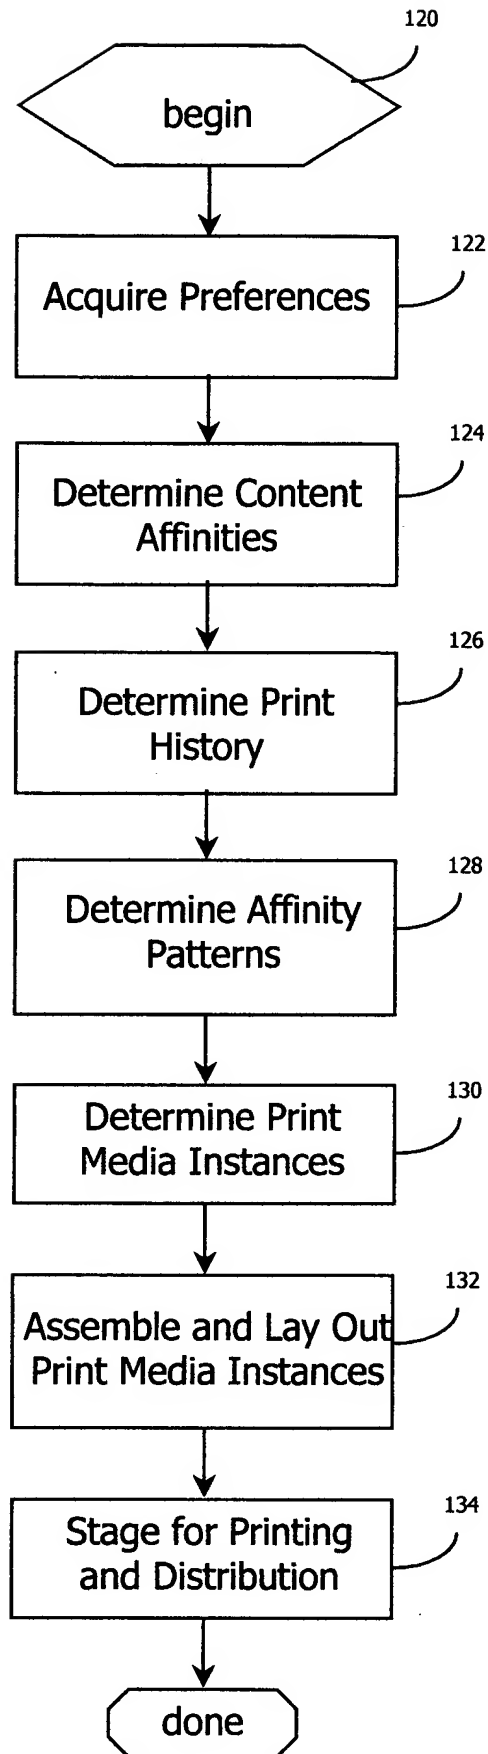 120
begin
122
Acquire Preferences
124
Determine Content
Affinities
126
Determine Print
History
128
Determine Affinity
Patterns
130
Determine Print
Media Instances
132
Assemble and Lay Out
Print Media Instances
134
Stage for Printing
and Distribution
done